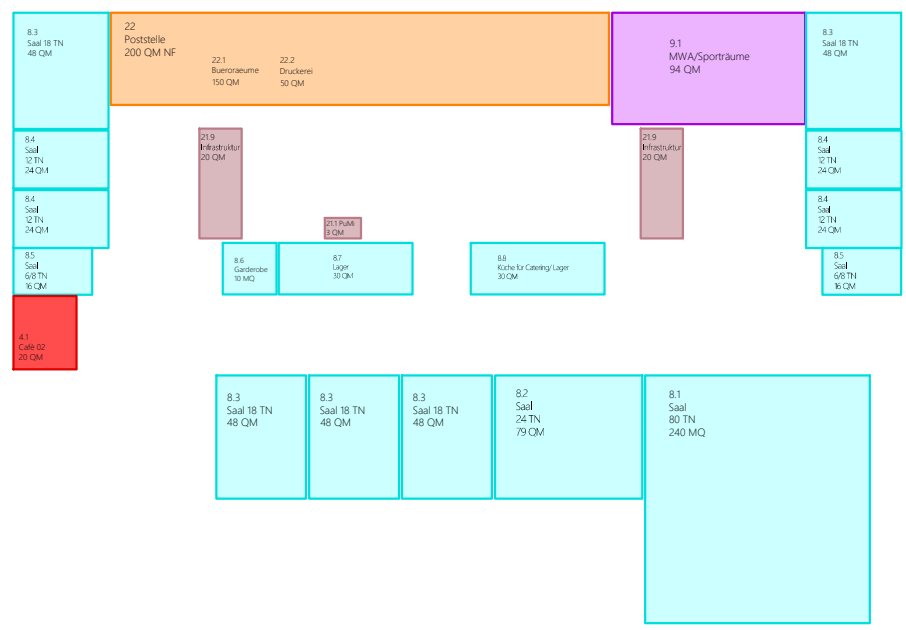 8.3
Saal 18 TN
48 QM
22
Poststelle
200 QM NF
22.1
Bueroraeume
150 QM
22.2
Druckerei
50 QM
9.1
MWA/Sporträume
94 QM
8.3
Saal 18 TN
48 QM
8.4
Saal
12 TN
24 QM
21.9
Infrastruktur
20 QM
21.9
Infrastruktur
20 QM
8.4
Saal
12 TN
24 QM
8.4
Saal
12 TN
24 QM
21.1 PuMi
3 QM
8.4
Saal
12 TN
24 QM
8.5
Saal
6/8 TN
16 QM
8.6
Garderobe
10 MQ
8.7
Lager
30 QM
8.8
Küche für Catering/ Lager
30 QM
8.5
Saal
6/8 TN
16 QM
4.1
Café 02
20 QM
8.3
Saal 18 TN
48 QM
8.3
Saal 18 TN
48 QM
8.3
Saal 18 TN
48 QM
8.2
Saal
24 TN
79 QM
8.1
Saal
80 TN
240 MQ